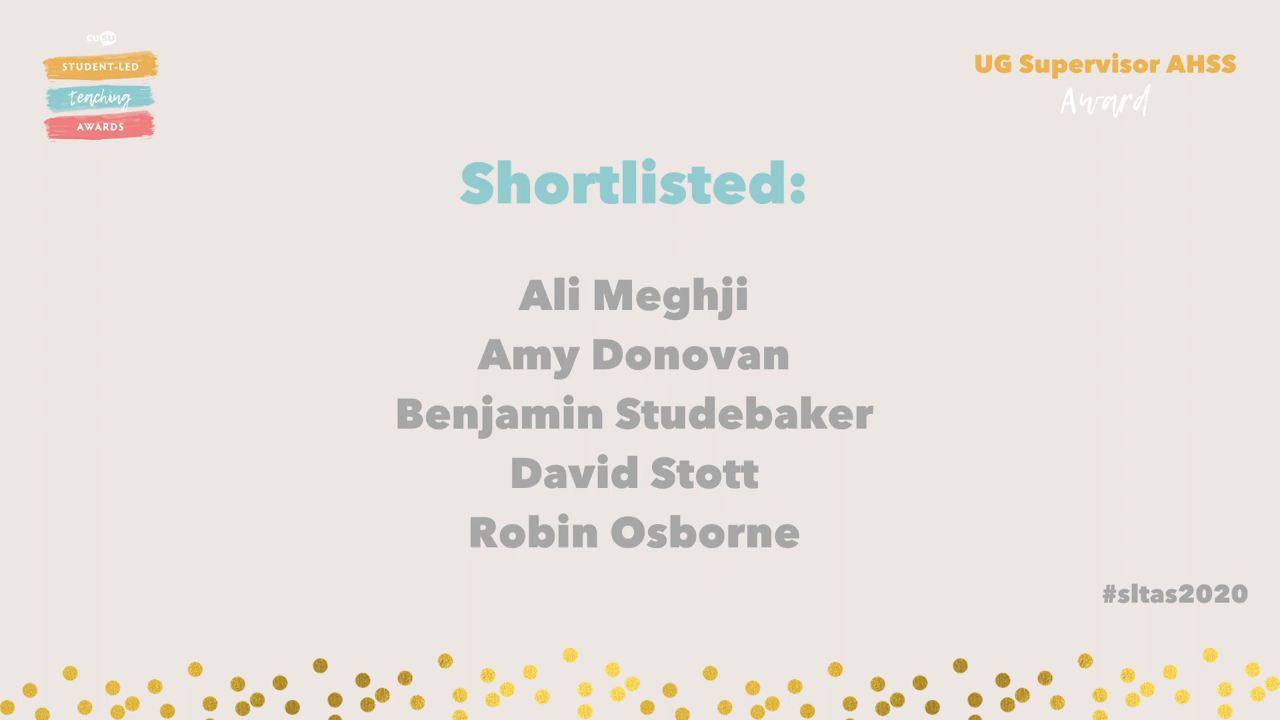 cusu
STUDENT-LED
teaching
AWARDS
UG Supervisor AHSS
Award
Shortlisted:
Ali Meghji
Amy Donovan
Benjamin Studebaker
David Stott
Robin Osborne
#sltas2020